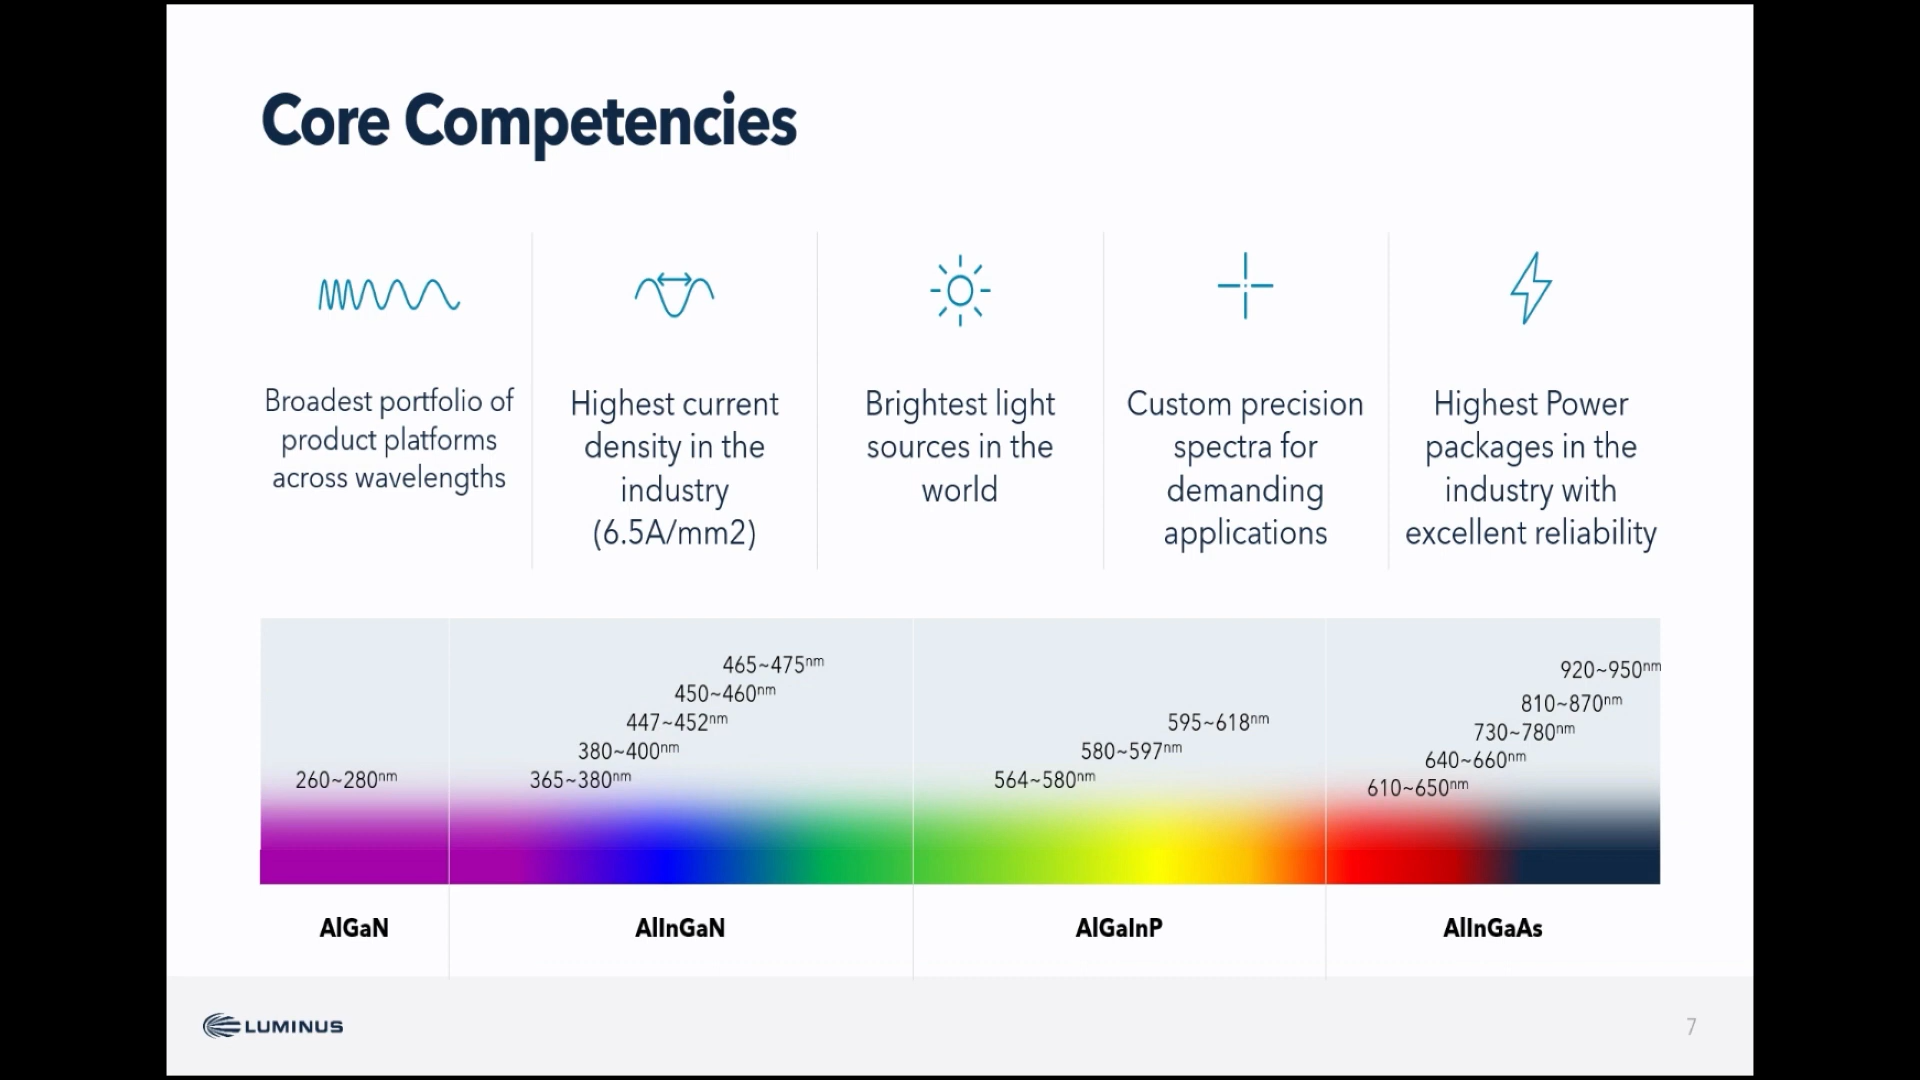 Core Competencies
Broadest portfolio of
product platforms
across wavelengths
Highest current
density in the
industry
(6.5A/mm2)
Brightest light
sources in the
world
Custom precision
spectra for
demanding
applications
Highest Power
packages in the
industry with
excellent reliability
260~280nm
465~475nm
450~460nm
447~452nm
380~400nm
365~380nm
595~618nm
580~597nm
564~580nm
920~950nm
810~870nm
730~780nm
640~660nm
610~650nm
AlGaN
AlInGaN
AlGaInP
AlInGaAs
LUMINUS
7